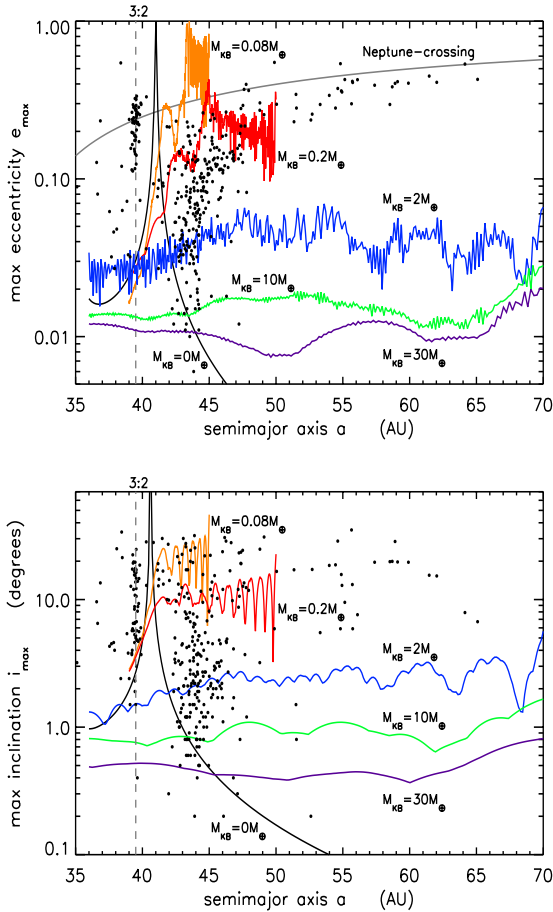 3:2
1.00
M_KB=0.08M⊕
Neptune-crossing
max eccentricity e_max
M_KB=0.2M⊕
0.10
M_KB=2M⊕
M_KB=10M⊕
0.01
M_KB=0M⊕
M_KB=30M⊕
35 40 45 50 55 60 65 70
semimajor axis a (AU)
3:2
M_KB=0.08M⊕
max inclination i_max (degrees)
10.0
M_KB=0.2M⊕
M_KB=2M⊕
M_KB=10M⊕
1.0
M_KB=30M⊕
M_KB=0M⊕
0.1
35 40 45 50 55 60 65 70
semimajor axis a (AU)